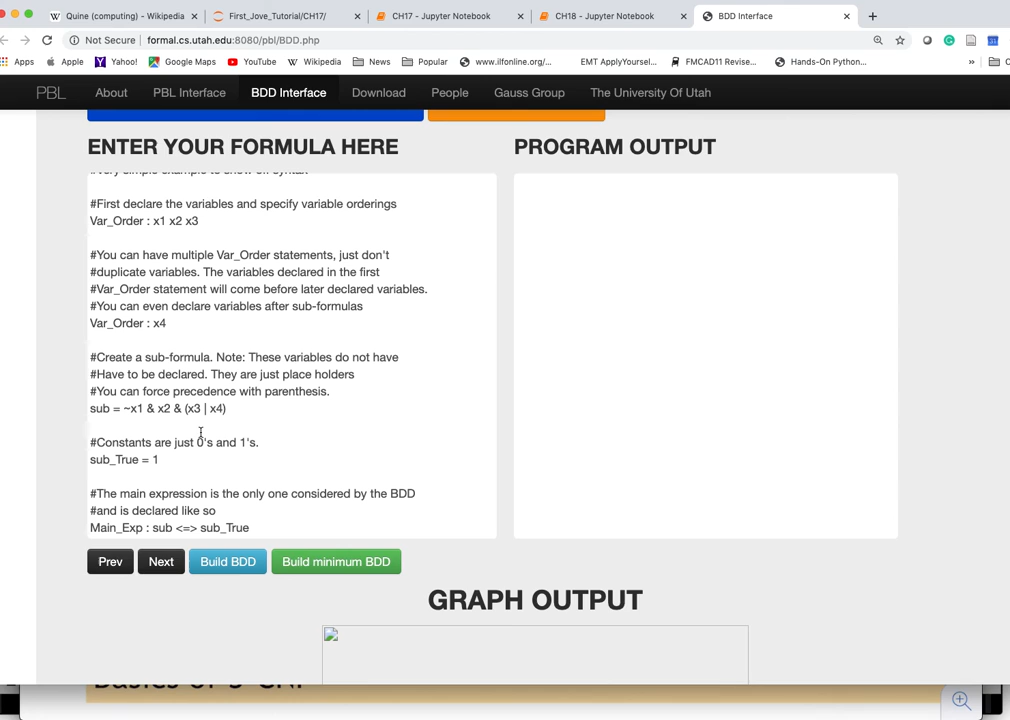 Quine (computing) - Wikipedia
First_Jove_Tutorial/CH17/
CH17 - Jupyter Notebook
CH18 - Jupyter Notebook
BDD Interface
Not Secure | formal.cs.utah.edu:8080/pbl/BDD.php
Apps
Apple
Yahoo!
Google Maps
YouTube
Wikipedia
News
Popular
www.ilfonline.org/...
EMT ApplyYoursel...
FMCAD11 Revise...
Hands-On Python...
PBL
About
PBL Interface
BDD Interface
Download
People
Gauss Group
The University Of Utah
ENTER YOUR FORMULA HERE
PROGRAM OUTPUT
#Very simple example to show off syntax
#First declare the variables and specify variable orderings
Var_Order : x1 x2 x3
#You can have multiple Var_Order statements, just don't
#duplicate variables. The variables declared in the first
#Var_Order statement will come before later declared variables.
#You can even declare variables after sub-formulas
Var_Order : x4
#Create a sub-formula. Note: These variables do not have
#Have to be declared. They are just place holders
#You can force precedence with parenthesis.
sub = ~x1 & x2 & (x3 | x4)
#Constants are just 0's and 1's.
sub_True = 1
#The main expression is the only one considered by the BDD
#and is declared like so
Main_Exp : sub <=> sub_True
Prev
Next
Build BDD
Build minimum BDD
GRAPH OUTPUT